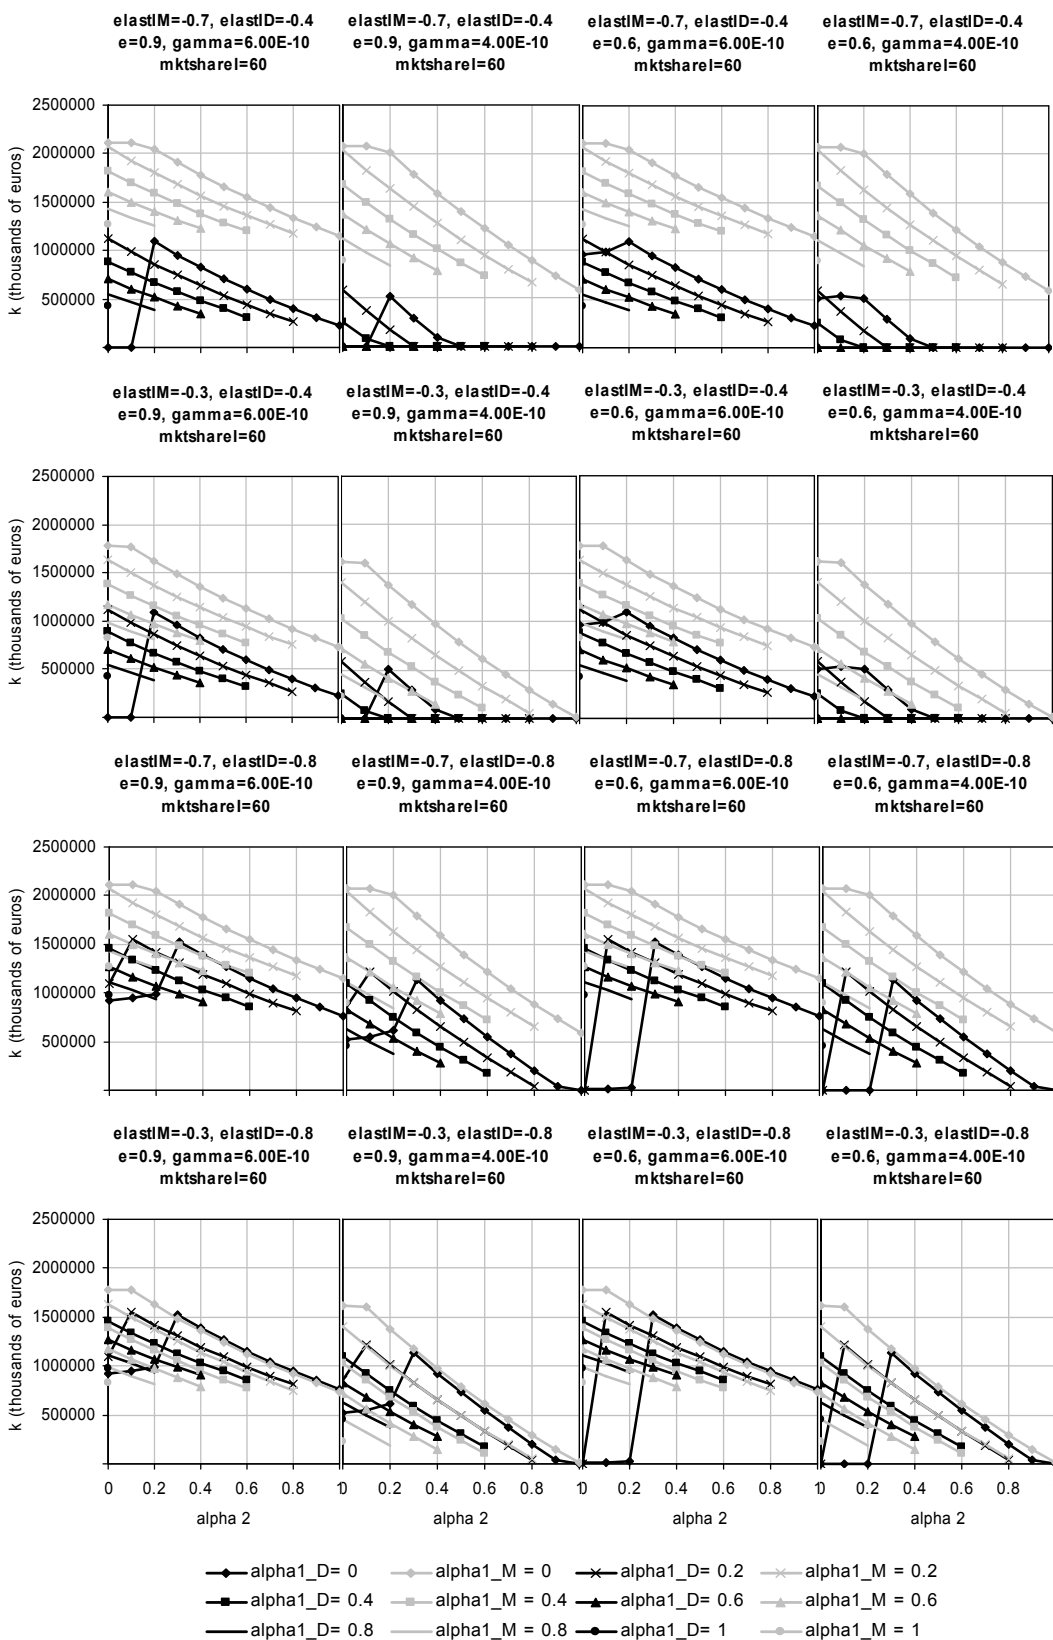 elastIM=-0.7, elastID=-0.4 elastIM=-0.7, elastID=-0.4 elastIM=-0.7, elastID=-0.4 elastIM=-0.7, elastID=-0.4
e=0.9, gamma=6.00E-10 e=0.9, gamma=4.00E-10 e=0.6, gamma=6.00E-10 e=0.6, gamma=4.00E-10
mktshareI=60 mktshareI=60 mktshareI=60 mktshareI=60
2500000
2000000
1500000
1000000
500000
k (thousands of euros)
elastIM=-0.3, elastID=-0.4 elastIM=-0.3, elastID=-0.4 elastIM=-0.3, elastID=-0.4 elastIM=-0.3, elastID=-0.4
e=0.9, gamma=6.00E-10 e=0.9, gamma=4.00E-10 e=0.6, gamma=6.00E-10 e=0.6, gamma=4.00E-10
mktshareI=60 mktshareI=60 mktshareI=60 mktshareI=60
2500000
2000000
1500000
1000000
500000
k (thousands of euros)
elastIM=-0.7, elastID=-0.8 elastIM=-0.7, elastID=-0.8 elastIM=-0.7, elastID=-0.8 elastIM=-0.7, elastID=-0.8
e=0.9, gamma=6.00E-10 e=0.9, gamma=4.00E-10 e=0.6, gamma=6.00E-10 e=0.6, gamma=4.00E-10
mktshareI=60 mktshareI=60 mktshareI=60 mktshareI=60
2500000
2000000
1500000
1000000
500000
k (thousands of euros)
elastIM=-0.3, elastID=-0.8 elastIM=-0.3, elastID=-0.8 elastIM=-0.3, elastID=-0.8 elastIM=-0.3, elastID=-0.8
e=0.9, gamma=6.00E-10 e=0.9, gamma=4.00E-10 e=0.6, gamma=6.00E-10 e=0.6, gamma=4.00E-10
mktshareI=60 mktshareI=60 mktshareI=60 mktshareI=60
2500000
2000000
1500000
1000000
500000
k (thousands of euros)
0 0.2 0.4 0.6 0.8 0.2 0.4 0.6 0.8 0.2 0.4 0.6 0.8 0.2 0.4 0.6 0.8
alpha 2 alpha 2 alpha 2 alpha 2
alpha1_D= 0 alpha1_M = 0 alpha1_D= 0.2 alpha1_M = 0.2
alpha1_D= 0.4 alpha1_M = 0.4 alpha1_D= 0.6 alpha1_M = 0.6
alpha1_D= 0.8 alpha1_M = 0.8 alpha1_D= 1 alpha1_M = 1